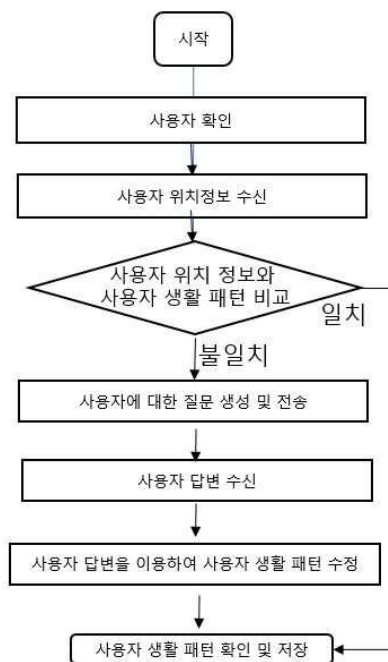 시작
사용자 확인
사용자 위치정보 수신
사용자 위치 정보와
사용자 생활 패턴 비교
일치
불일치
사용자에 대한 질문 생성 및 전송
사용자 답변 수신
사용자 답변을 이용하여 사용자 생활 패턴 수정
사용자 생활 패턴 확인 및 저장